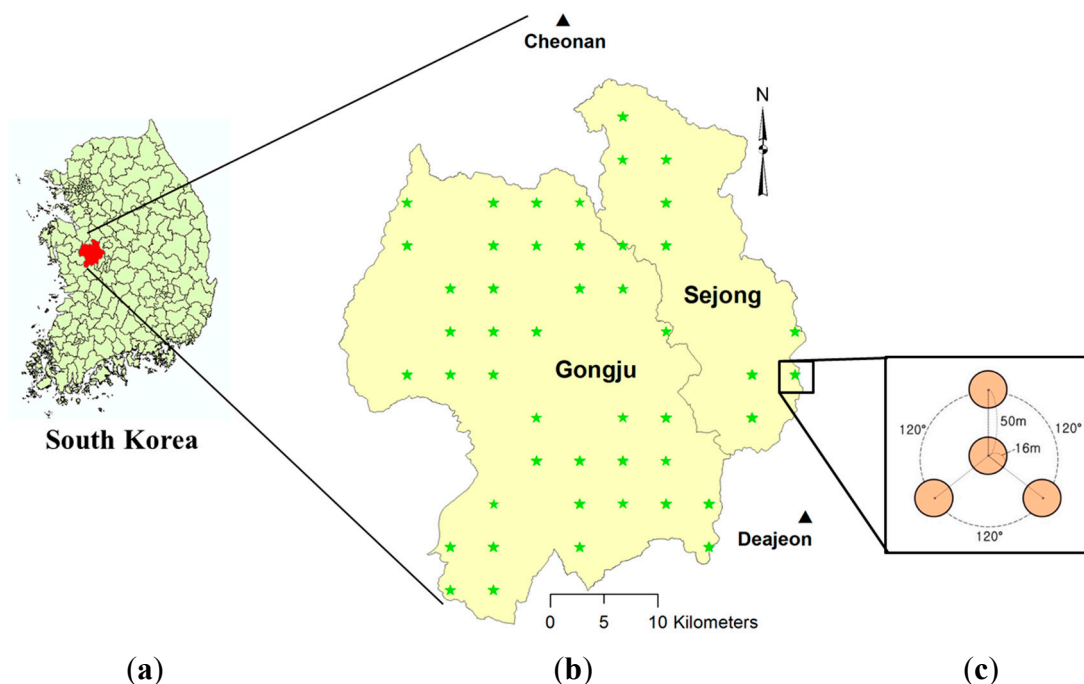 Cheonan
N
Sejong
Gongju
South Korea
50m
120°
120°
16m
120°
Deajeon
0 5 10 Kilometers
(a) (b) (c)